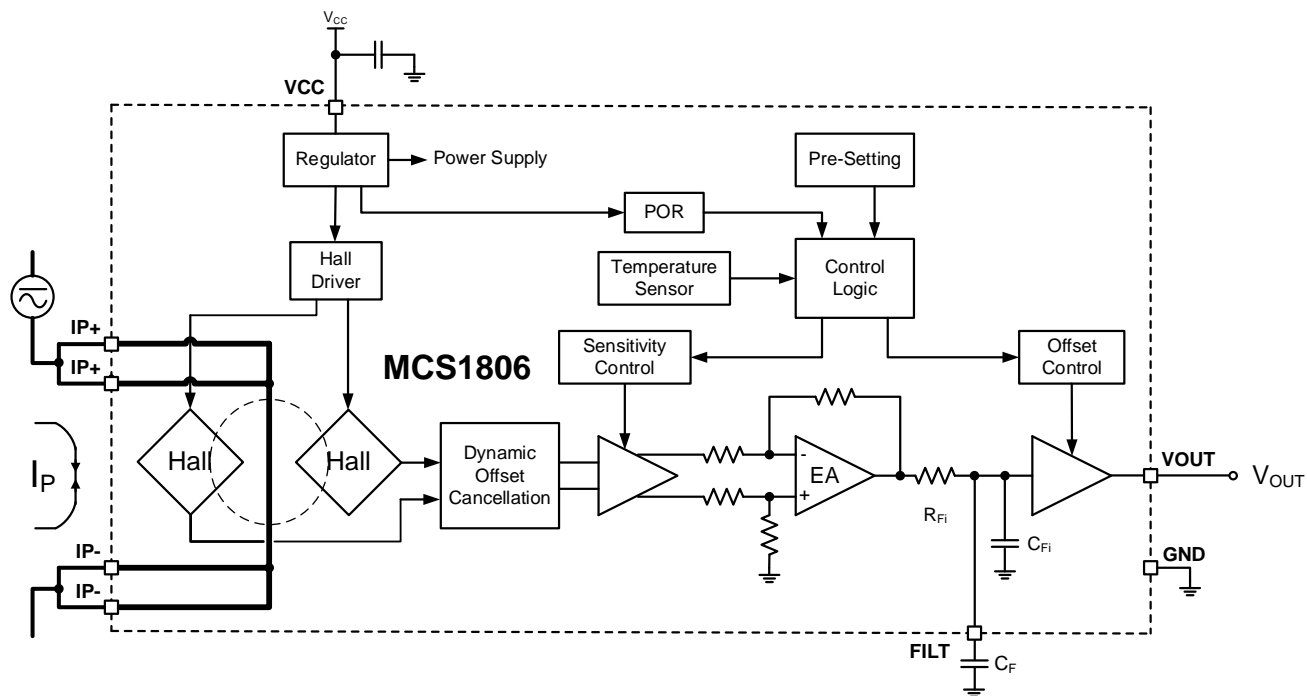 VCC
VCC
Regulator
Power Supply
Pre-Setting
POR
Hall
Driver
Temperature
Sensor
Control
Logic
IP+
IP+
MCS1806
Sensitivity
Control
Offset
Control
Hall
Hall
Dynamic
Offset
Cancellation
-
EA
+
IP
RFi
CFi
VOUT
VOUT
IP-
IP-
GND
FILT
CF